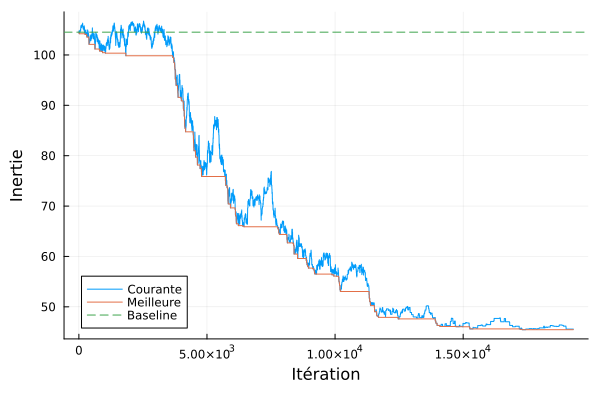 Inertie
100
90
80
70
60
50
Courante
Meilleure
Baseline
0
5.00×10³
1.00×10⁴
1.50×10⁴
Itération